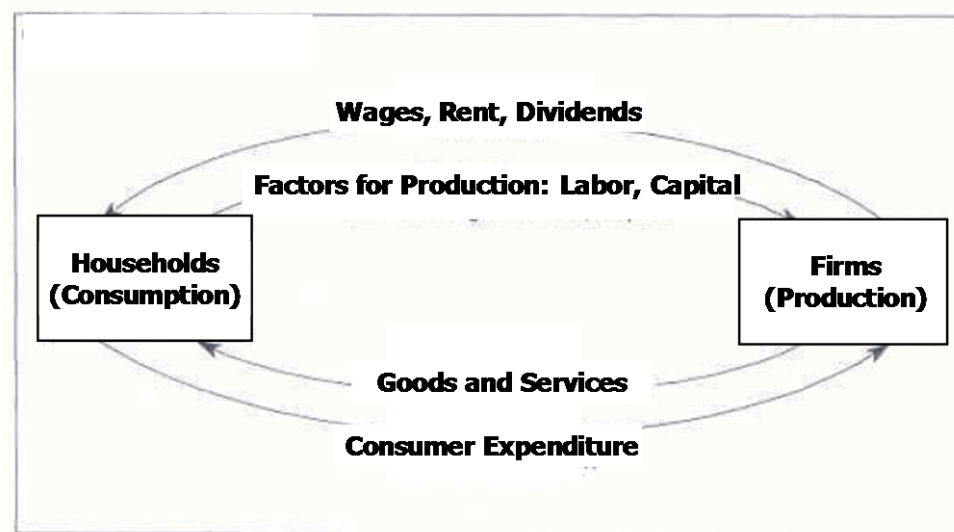 Wages, Rent, Dividends
Factors for Production: Labor, Capital
Households
(Consumption)
Firms
(Production)
Goods and Services
Consumer Expenditure